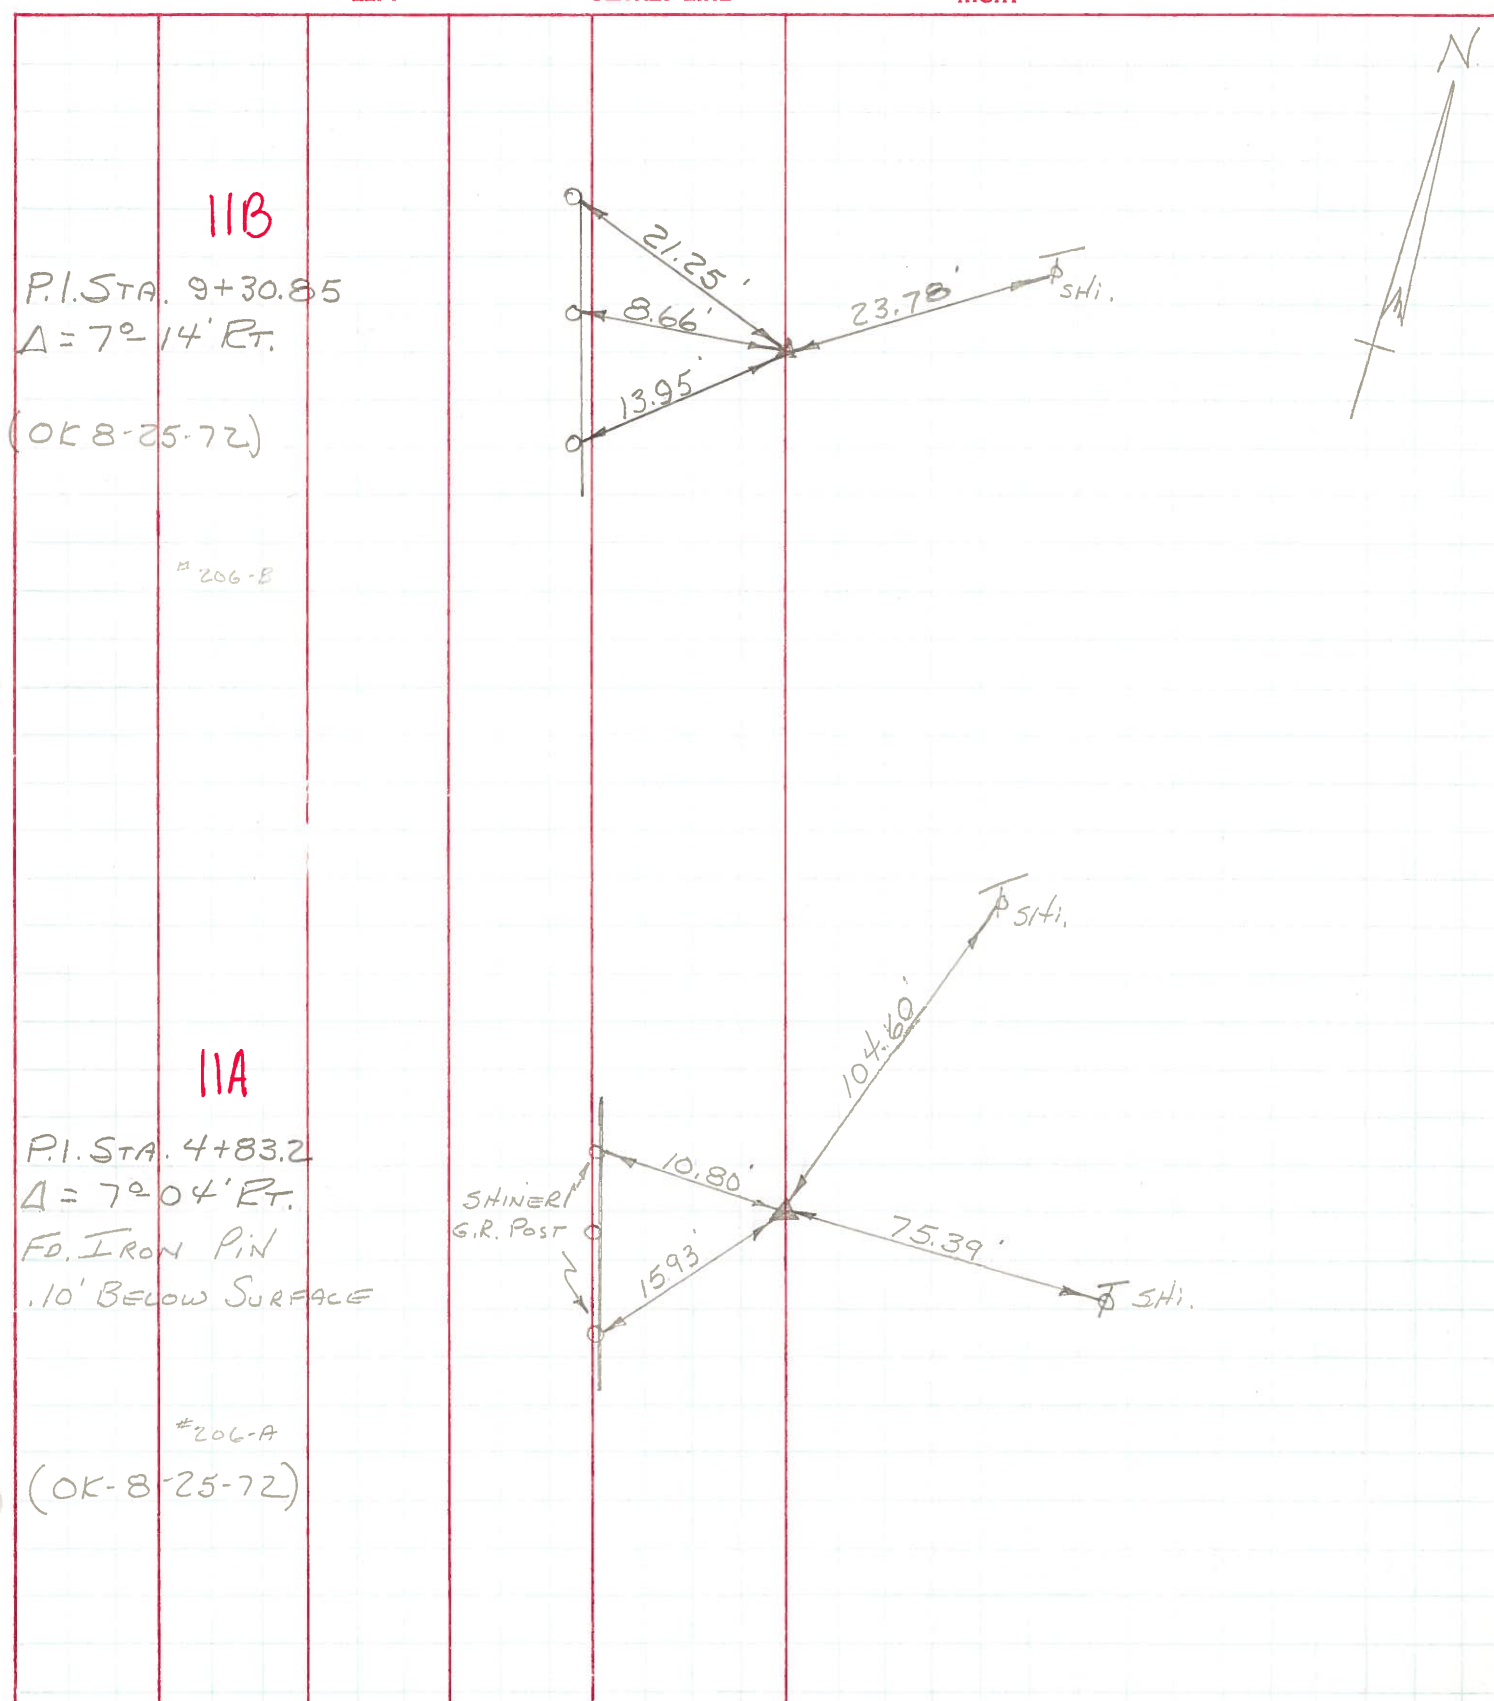 N.
11B
P.I. STA. 9+30.85
Δ = 7°-14' RT.
(OK 8-25-72)
#206-B
21.25'
8.66'
13.95'
23.78'
SHi.
SHi.
104.60'
11A
P.I. STA. 4+83.2
Δ = 7°-04' RT.
FD. IRON PiN
.10' BELOW SURFACE
#206-A
(OK-8-25-72)
SHINER/
G.R. POST
10.80'
15.93'
75.39'
SHi.